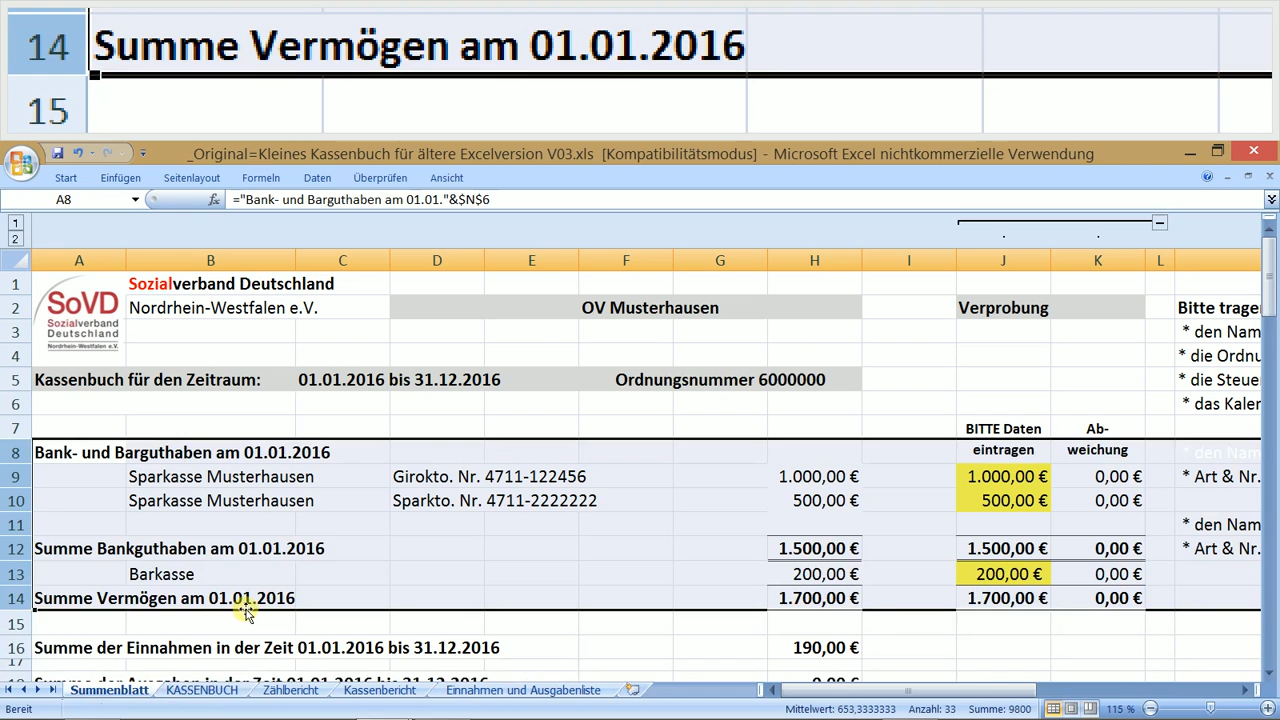 14 Summe Vermögen am 01.01.2016
15
_Original=Kleines Kassenbuch für ältere Excelversion V03.xls [Kompatibilitätsmodus] - Microsoft Excel nichtkommerzielle Verwendung
Start Einfügen Seitenlayout Formeln Daten Überprüfen Ansicht
A8 fx ="Bank- und Barguthaben am 01.01."&$N$6
1
2
A B C D E F G H I J K L
1 Sozialverband Deutschland
2 Nordrhein-Westfalen e.V. OV Musterhausen Verprobung Bitte trage
SoVD
Sozialverband
Deutschland
Nordrhein-Westfalen e.V.
3 * den Nam
4 * die Ordnu
5 Kassenbuch für den Zeitraum: 01.01.2016 bis 31.12.2016 Ordnungsnummer 6000000 * die Steue
6 * das Kalen
7 BITTE Daten Ab-
8 Bank- und Barguthaben am 01.01.2016 eintragen weichung * den Nam
9 Sparkasse Musterhausen Girokto. Nr. 4711-122456 1.000,00 € 1.000,00 € 0,00 € * Art & Nr.
10 Sparkasse Musterhausen Sparkto. Nr. 4711-2222222 500,00 € 500,00 € 0,00 €
11 * den Nam
12 Summe Bankguthaben am 01.01.2016 1.500,00 € 1.500,00 € 0,00 € * Art & Nr.
13 Barkasse 200,00 € 200,00 € 0,00 €
14 Summe Vermögen am 01.01.2016 1.700,00 € 1.700,00 € 0,00 €
15
16 Summe der Einnahmen in der Zeit 01.01.2016 bis 31.12.2016 190,00 €
17
Summenblatt KASSENBUCH Zählbericht Kassenbericht Einnahmen und Ausgabenliste
Bereit Mittelwert: 653,3333333 Anzahl: 33 Summe: 9800 115 %